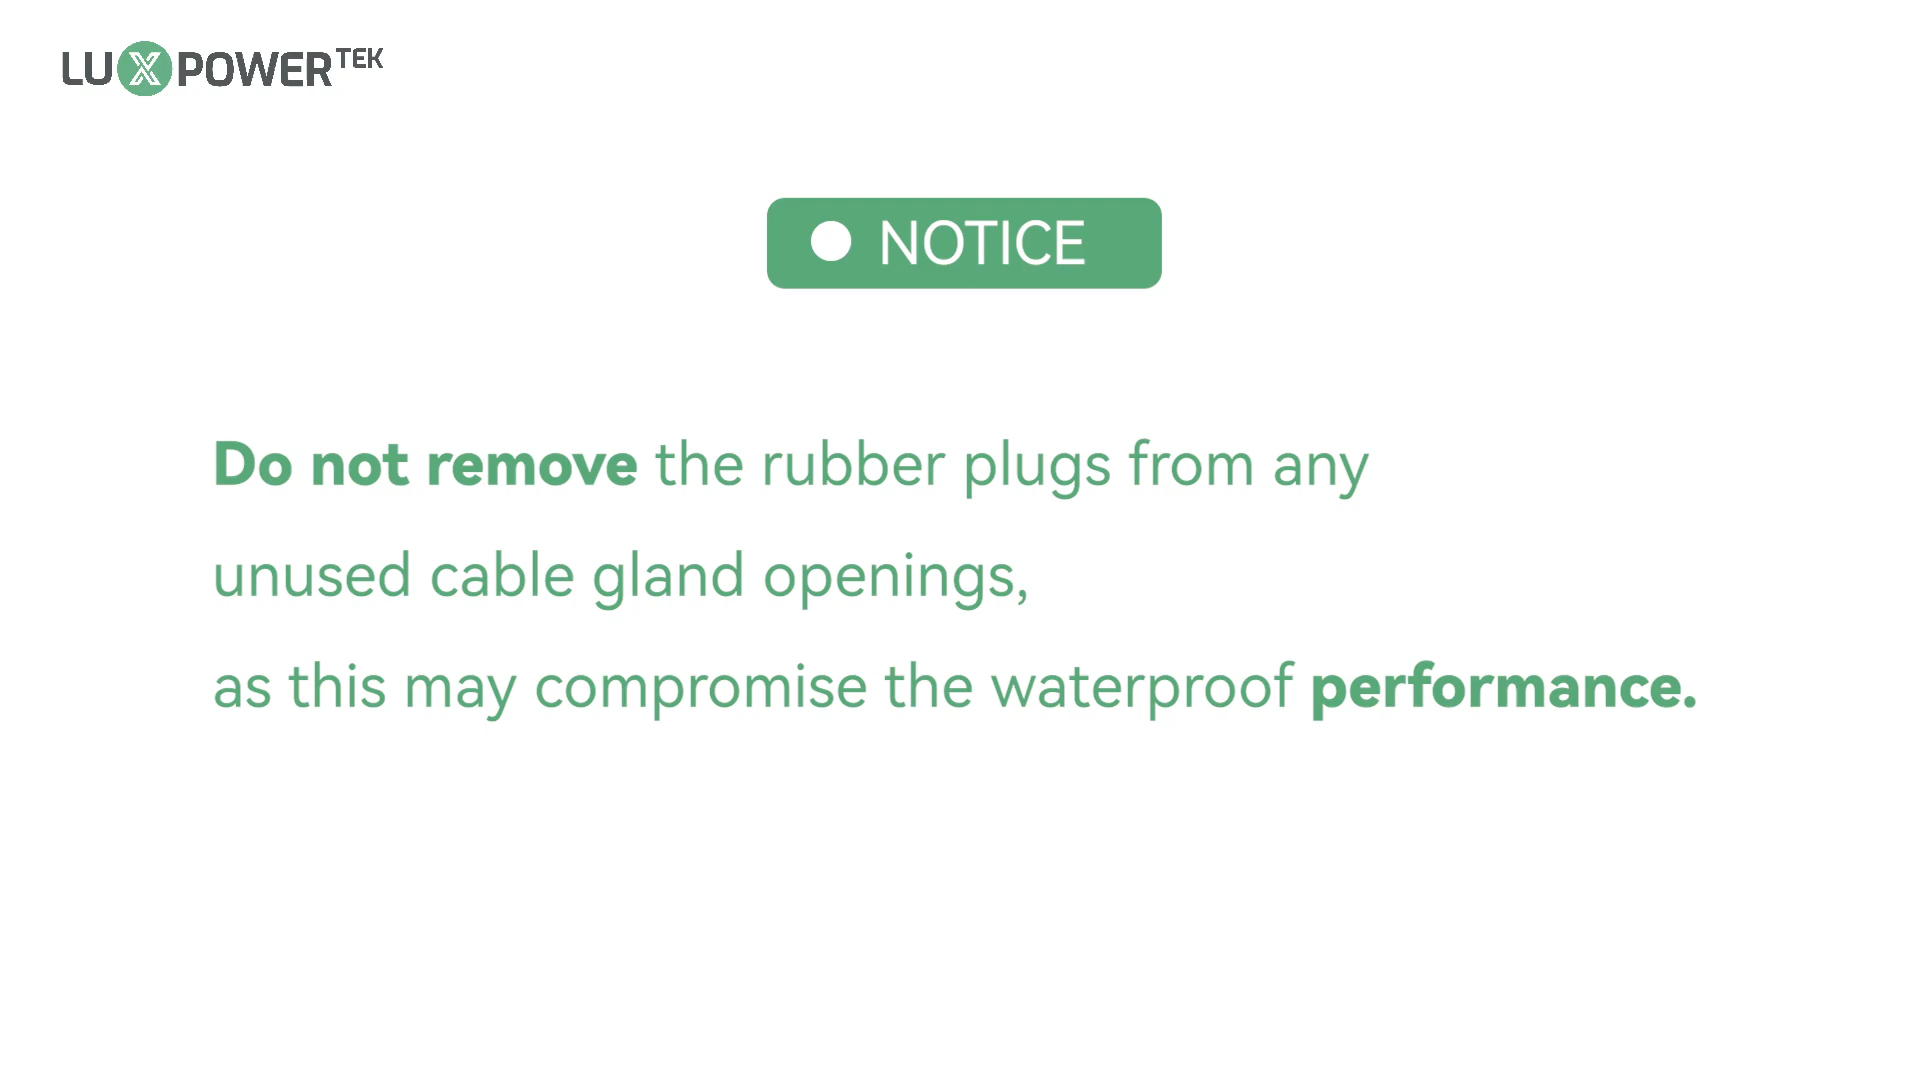 LUXPOWERTEK
NOTICE
Do not remove the rubber plugs from any
unused cable gland openings,
as this may compromise the waterproof performance.